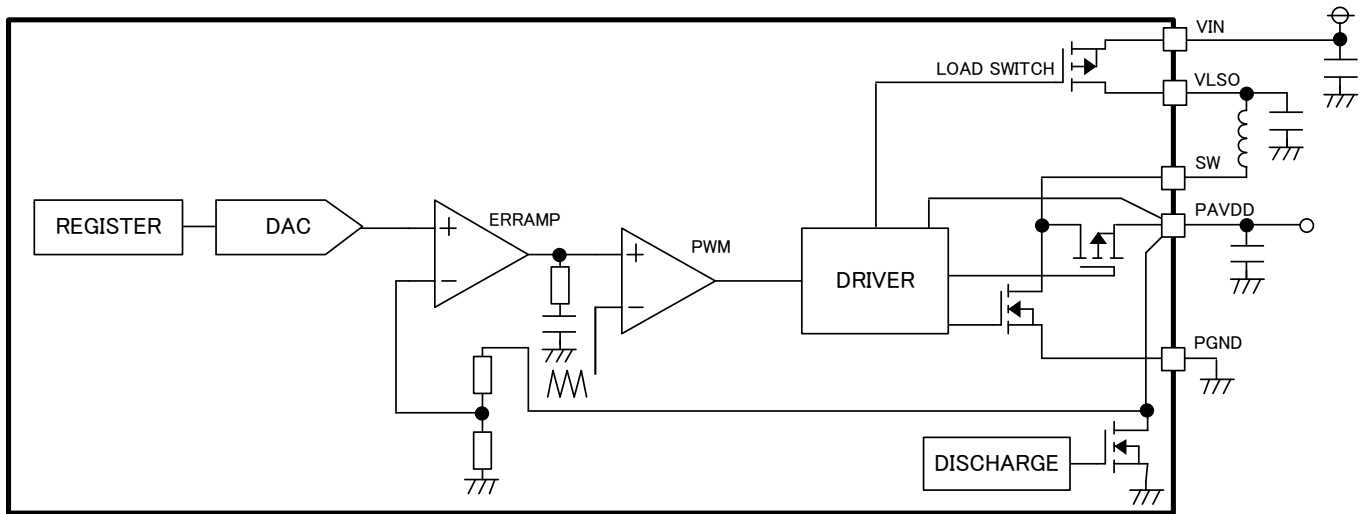 VIN
LOAD SWITCH
VLSO
SW
REGISTER
DAC
ERRAMP
PWM
DRIVER
PAVDD
PGND
DISCHARGE